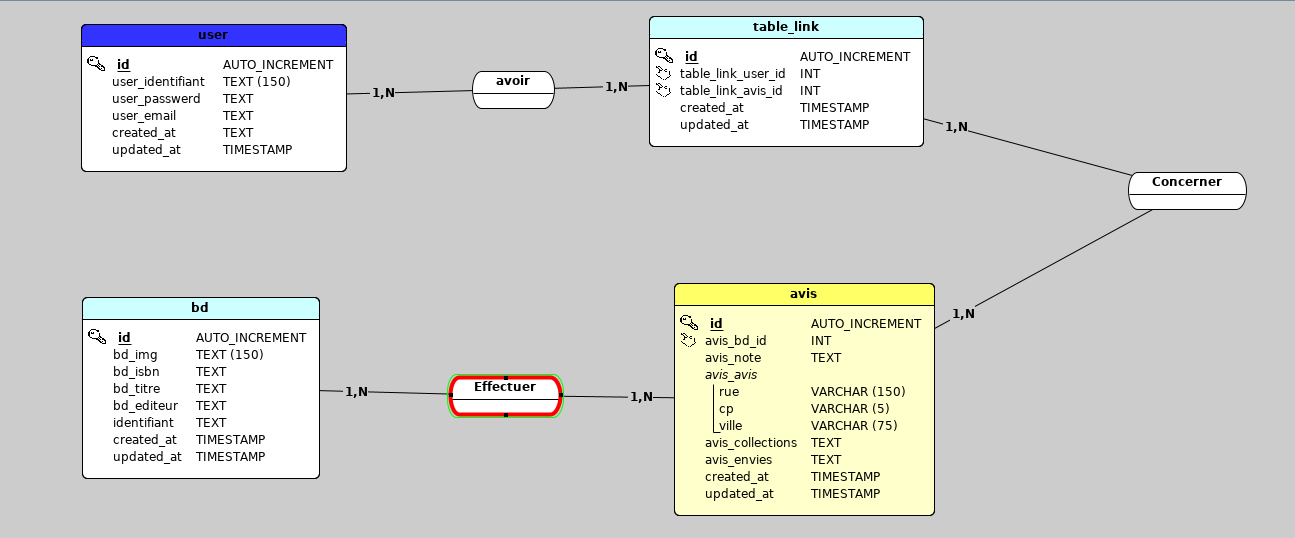 user
id AUTO_INCREMENT
user_identifiant TEXT (150)
user_passwerd TEXT
user_email TEXT
created_at TEXT
updated_at TIMESTAMP
1,N
avoir
1,N
table_link
id AUTO_INCREMENT
table_link_user_id INT
table_link_avis_id INT
created_at TIMESTAMP
updated_at TIMESTAMP
1,N
Concerner
1,N
bd
id AUTO_INCREMENT
bd_img TEXT (150)
bd_isbn TEXT
bd_titre TEXT
bd_editeur TEXT
identifiant TEXT
created_at TIMESTAMP
updated_at TIMESTAMP
1,N
Effectuer
1,N
avis
id AUTO_INCREMENT
avis_bd_id INT
avis_note TEXT
avis_avis
rue VARCHAR (150)
cp VARCHAR (5)
ville VARCHAR (75)
avis_collections TEXT
avis_envies TEXT
created_at TIMESTAMP
updated_at TIMESTAMP